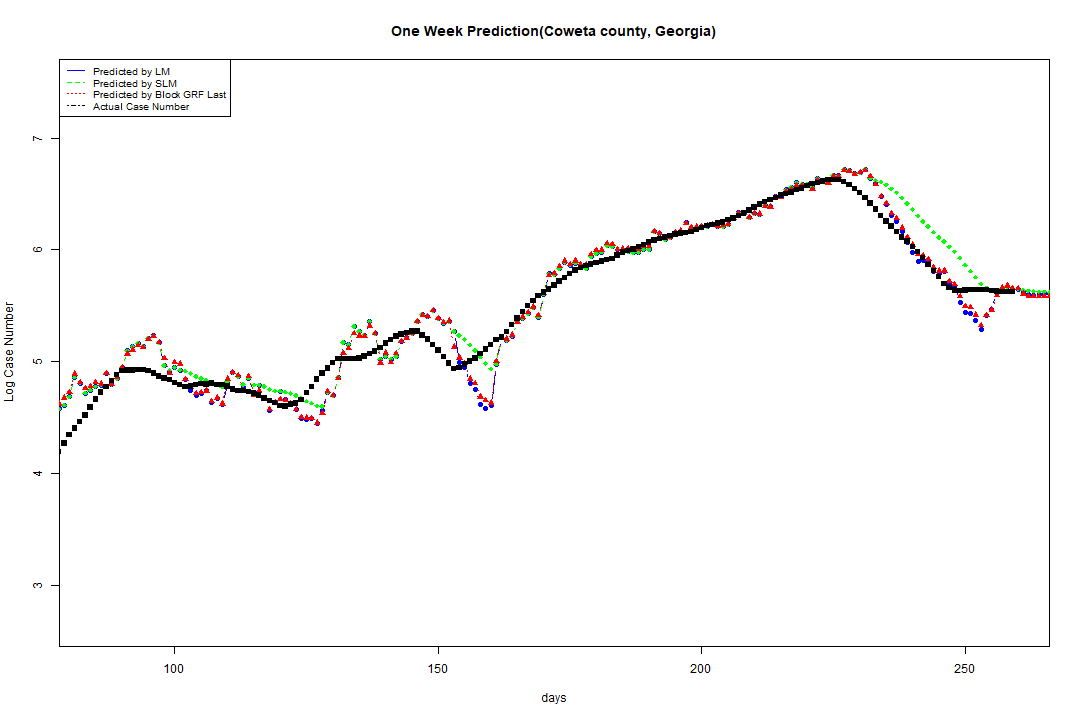 One Week Prediction(Coweta county, Georgia)
Predicted by LM
Predicted by SLM
Predicted by Block GRF Last
Actual Case Number
7
6
5
4
3
Log Case Number
100 150 200 250
days